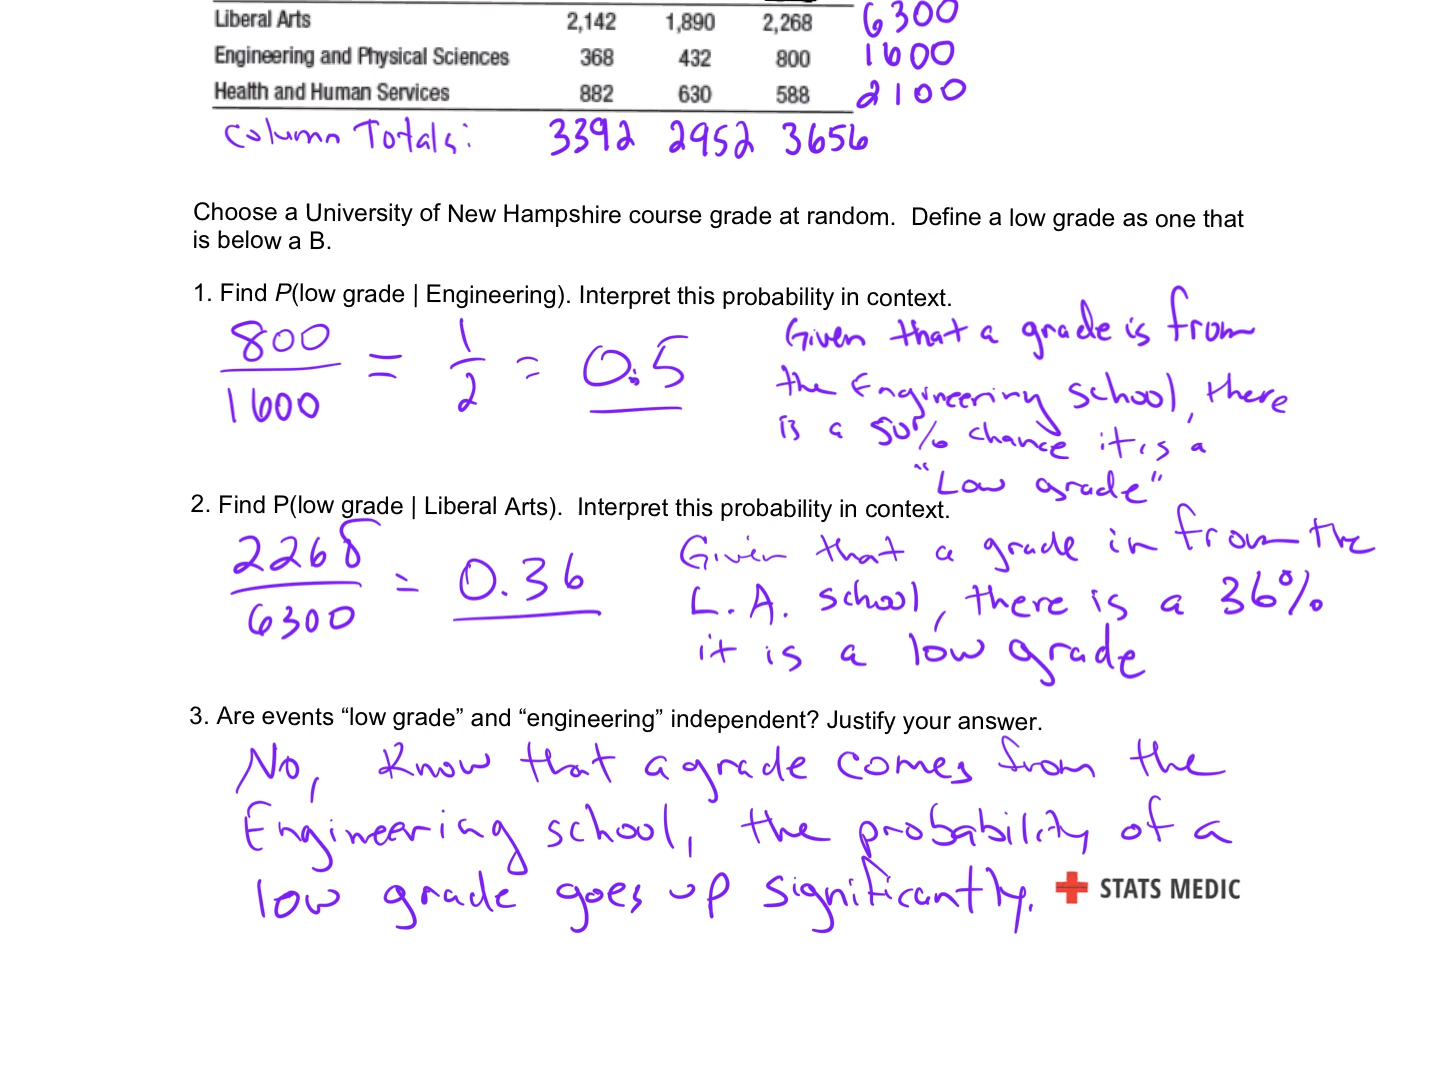 Liberal Arts 2,142 1,890 2,268 6300
Engineering and Physical Sciences 368 432 800 1600
Health and Human Services 882 630 588 2100
Column Totals: 3392 2952 3656
Choose a University of New Hampshire course grade at random. Define a low grade as one that
is below a B.
1. Find P(low grade | Engineering). Interpret this probability in context.
800/1600 = 1/2 = 0.5
Given that a grade is from
the Engineering school, there
is a 50% chance it is a
"Low grade"
2. Find P(low grade | Liberal Arts). Interpret this probability in context.
2268/6300 = 0.36
Given that a grade in from the
L.A. school, there is a 36%
it is a low grade
3. Are events “low grade” and “engineering” independent? Justify your answer.
No, Know that a grade comes from the
Engineering school, the probability of a
low grade goes up significantly.
STATS MEDIC